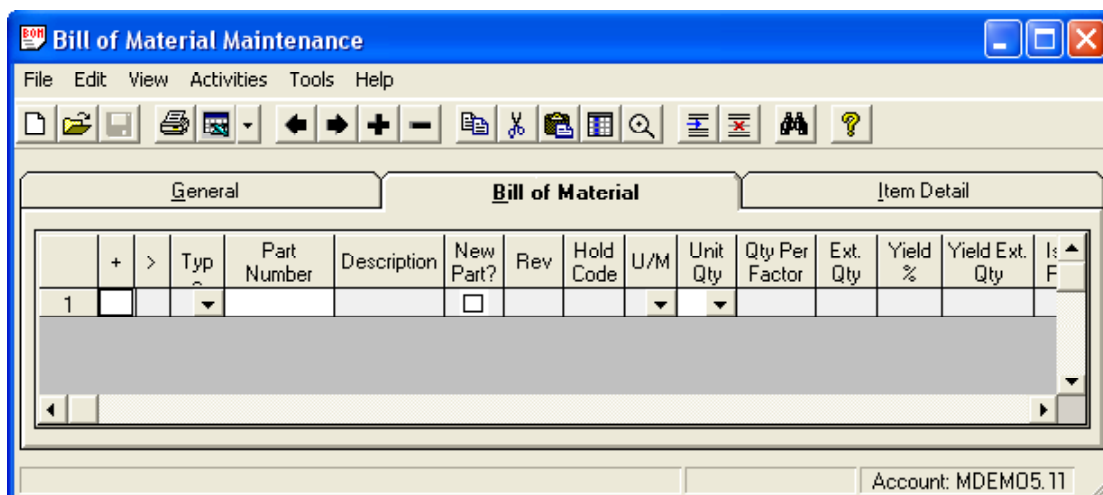 BOM Bill of Material Maintenance
File Edit View Activities Tools Help
General Bill of Material Item Detail
+ > Typ Part Number Description New Part? Rev Hold Code U/M Unit Qty Qty Per Factor Ext. Qty Yield % Yield Ext. Qty
1
Account: MDEMO5.11